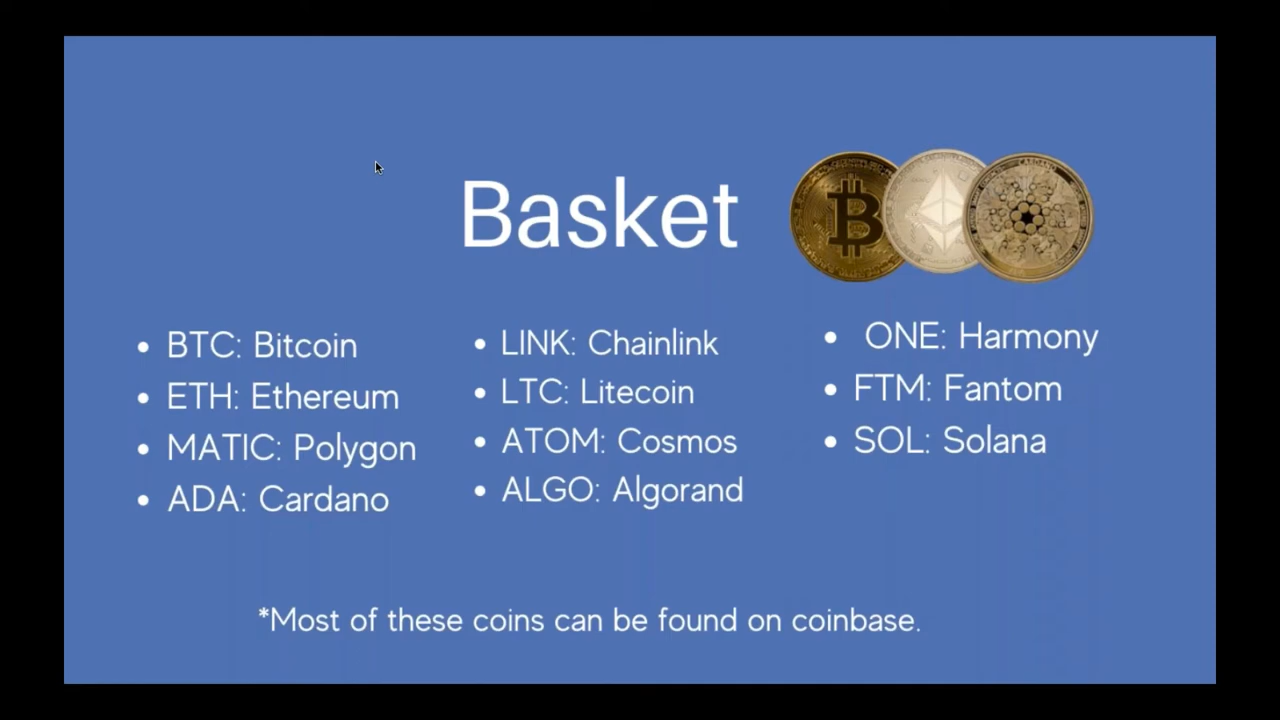 Basket
• BTC: Bitcoin
• ETH: Ethereum
• MATIC: Polygon
• ADA: Cardano
• LINK: Chainlink
• LTC: Litecoin
• ATOM: Cosmos
• ALGO: Algorand
• ONE: Harmony
• FTM: Fantom
• SOL: Solana
*Most of these coins can be found on coinbase.